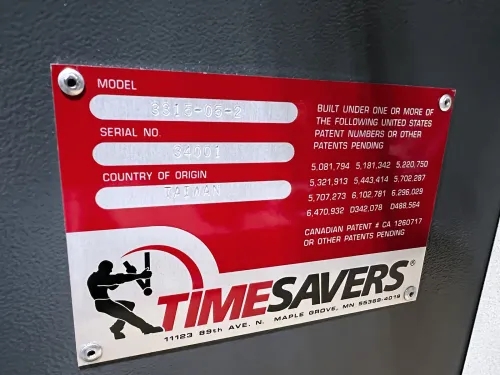 MODEL
SERIAL NO.
34001
COUNTRY OF ORIGIN
TAIWAN
BUILT UNDER ONE OR MORE OF
THE FOLLOWING UNITED STATES
PATENT NUMBERS OR OTHER
PATENTS PENDING
5,081,794 5,181,342 5,220,750
5,321,913 5,443,414 5,702,287
5,707,273 6,102,781 6,296,029
6,470,932 D342,078 D468,564
CANADIAN PATENT # CA 1260717
OR OTHER PATENTS PENDING
TIMESAVERS®
11123 89th AVE. N. MAPLE GROVE, MN 55369-4019